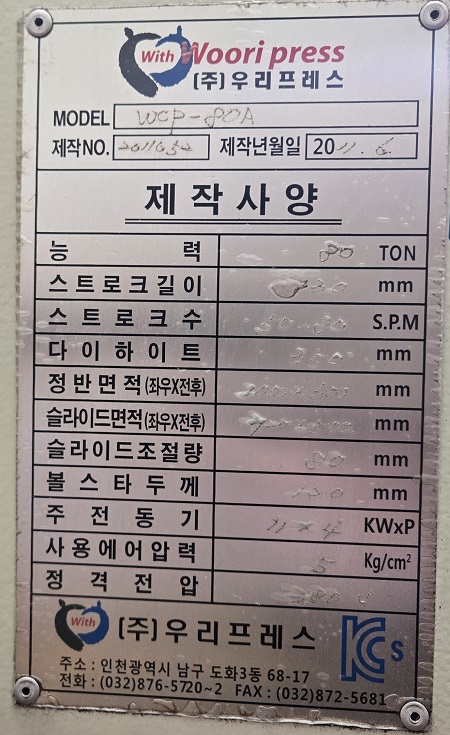 With Woori press
(주)우리프레스
MODEL WCP-80A
제작NO. 2011052 제작년월일 2011.6.
제작사양
능력 80 TON
스트로크길이 130 mm
스트로크수 S.P.M
다이하이트 250 mm
정반면적(좌우X전후) mm
슬라이드면적(좌우X전후) mm
슬라이드조절량 80 mm
볼스타두께 mm
주전동기 11 x 4 KWxP
사용에어압력 5 Kg/cm²
정격전압 380
With (주)우리프레스 KCs
주소 : 인천광역시 남구 도화3동 68-17
전화 : (032)876-5720~2 FAX : (032)872-5681